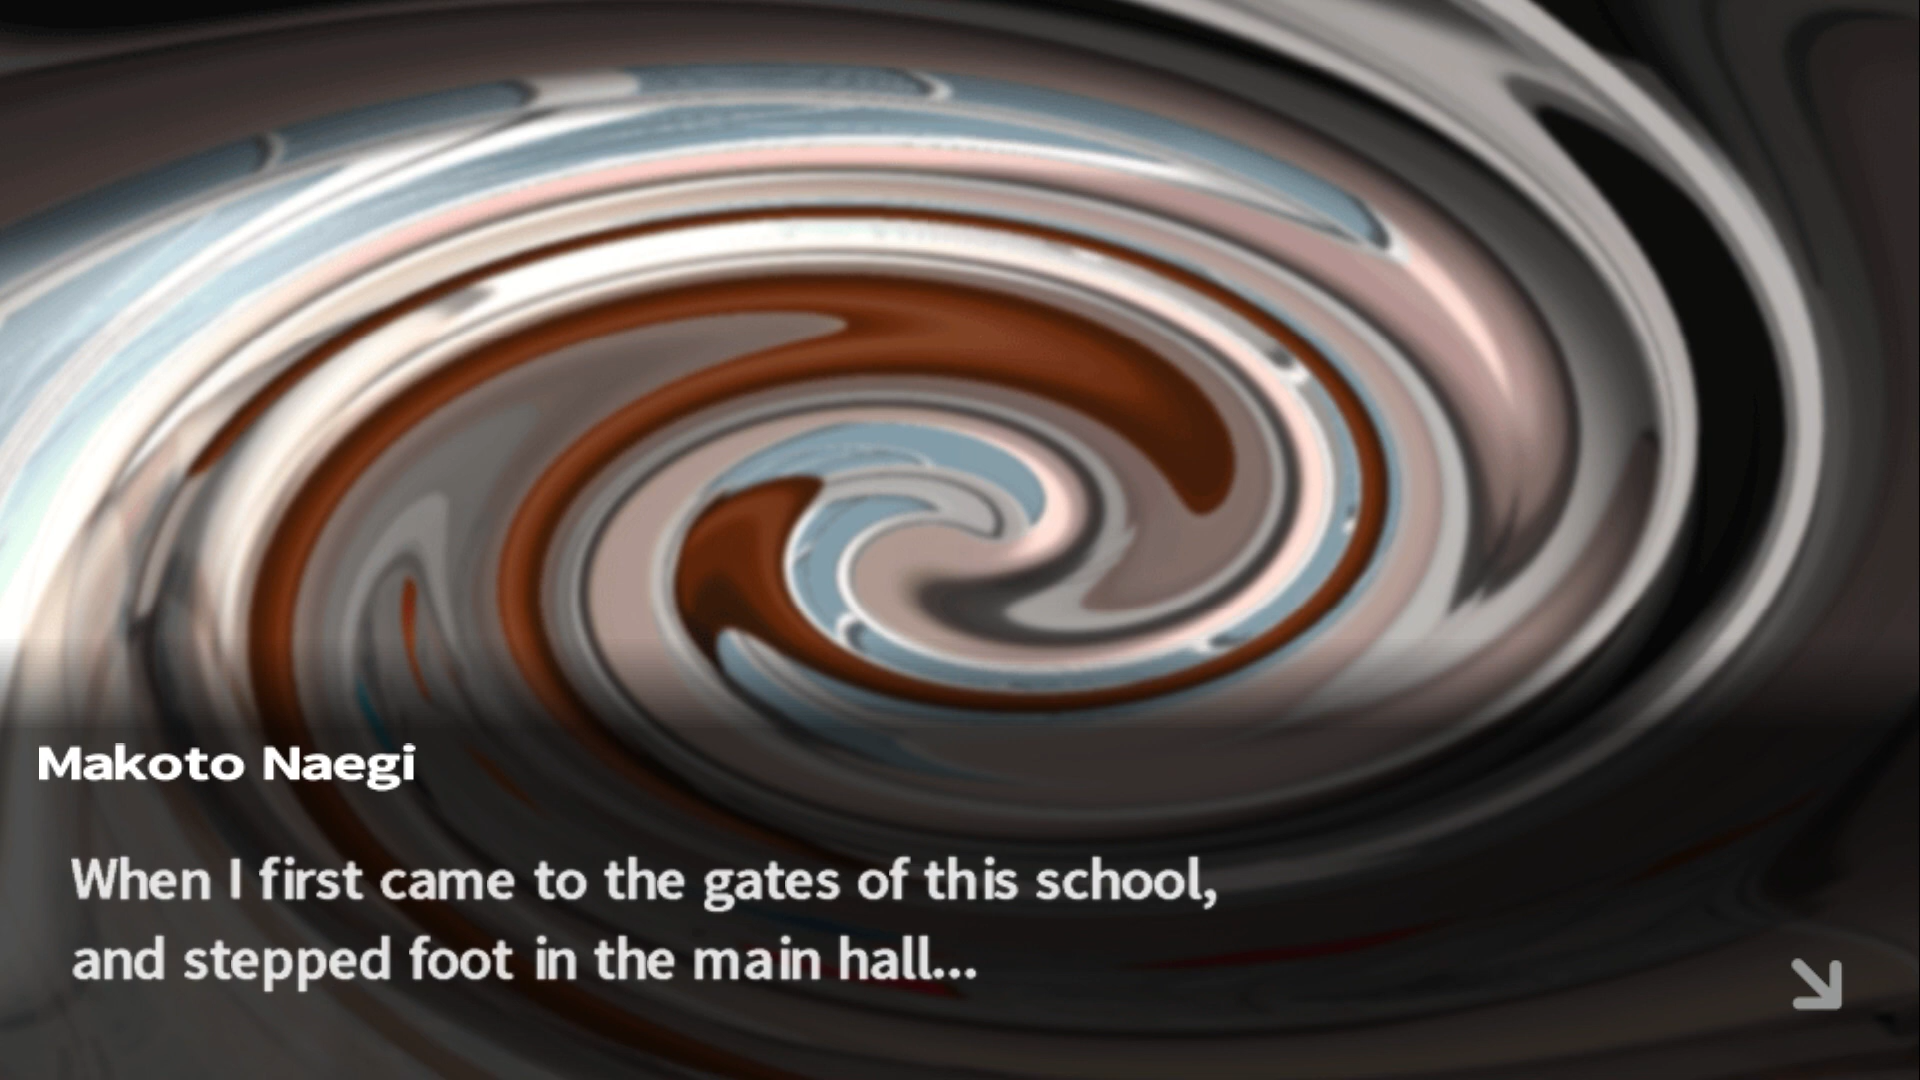 Makoto Naegi
When I first came to the gates of this school,
and stepped foot in the main hall...